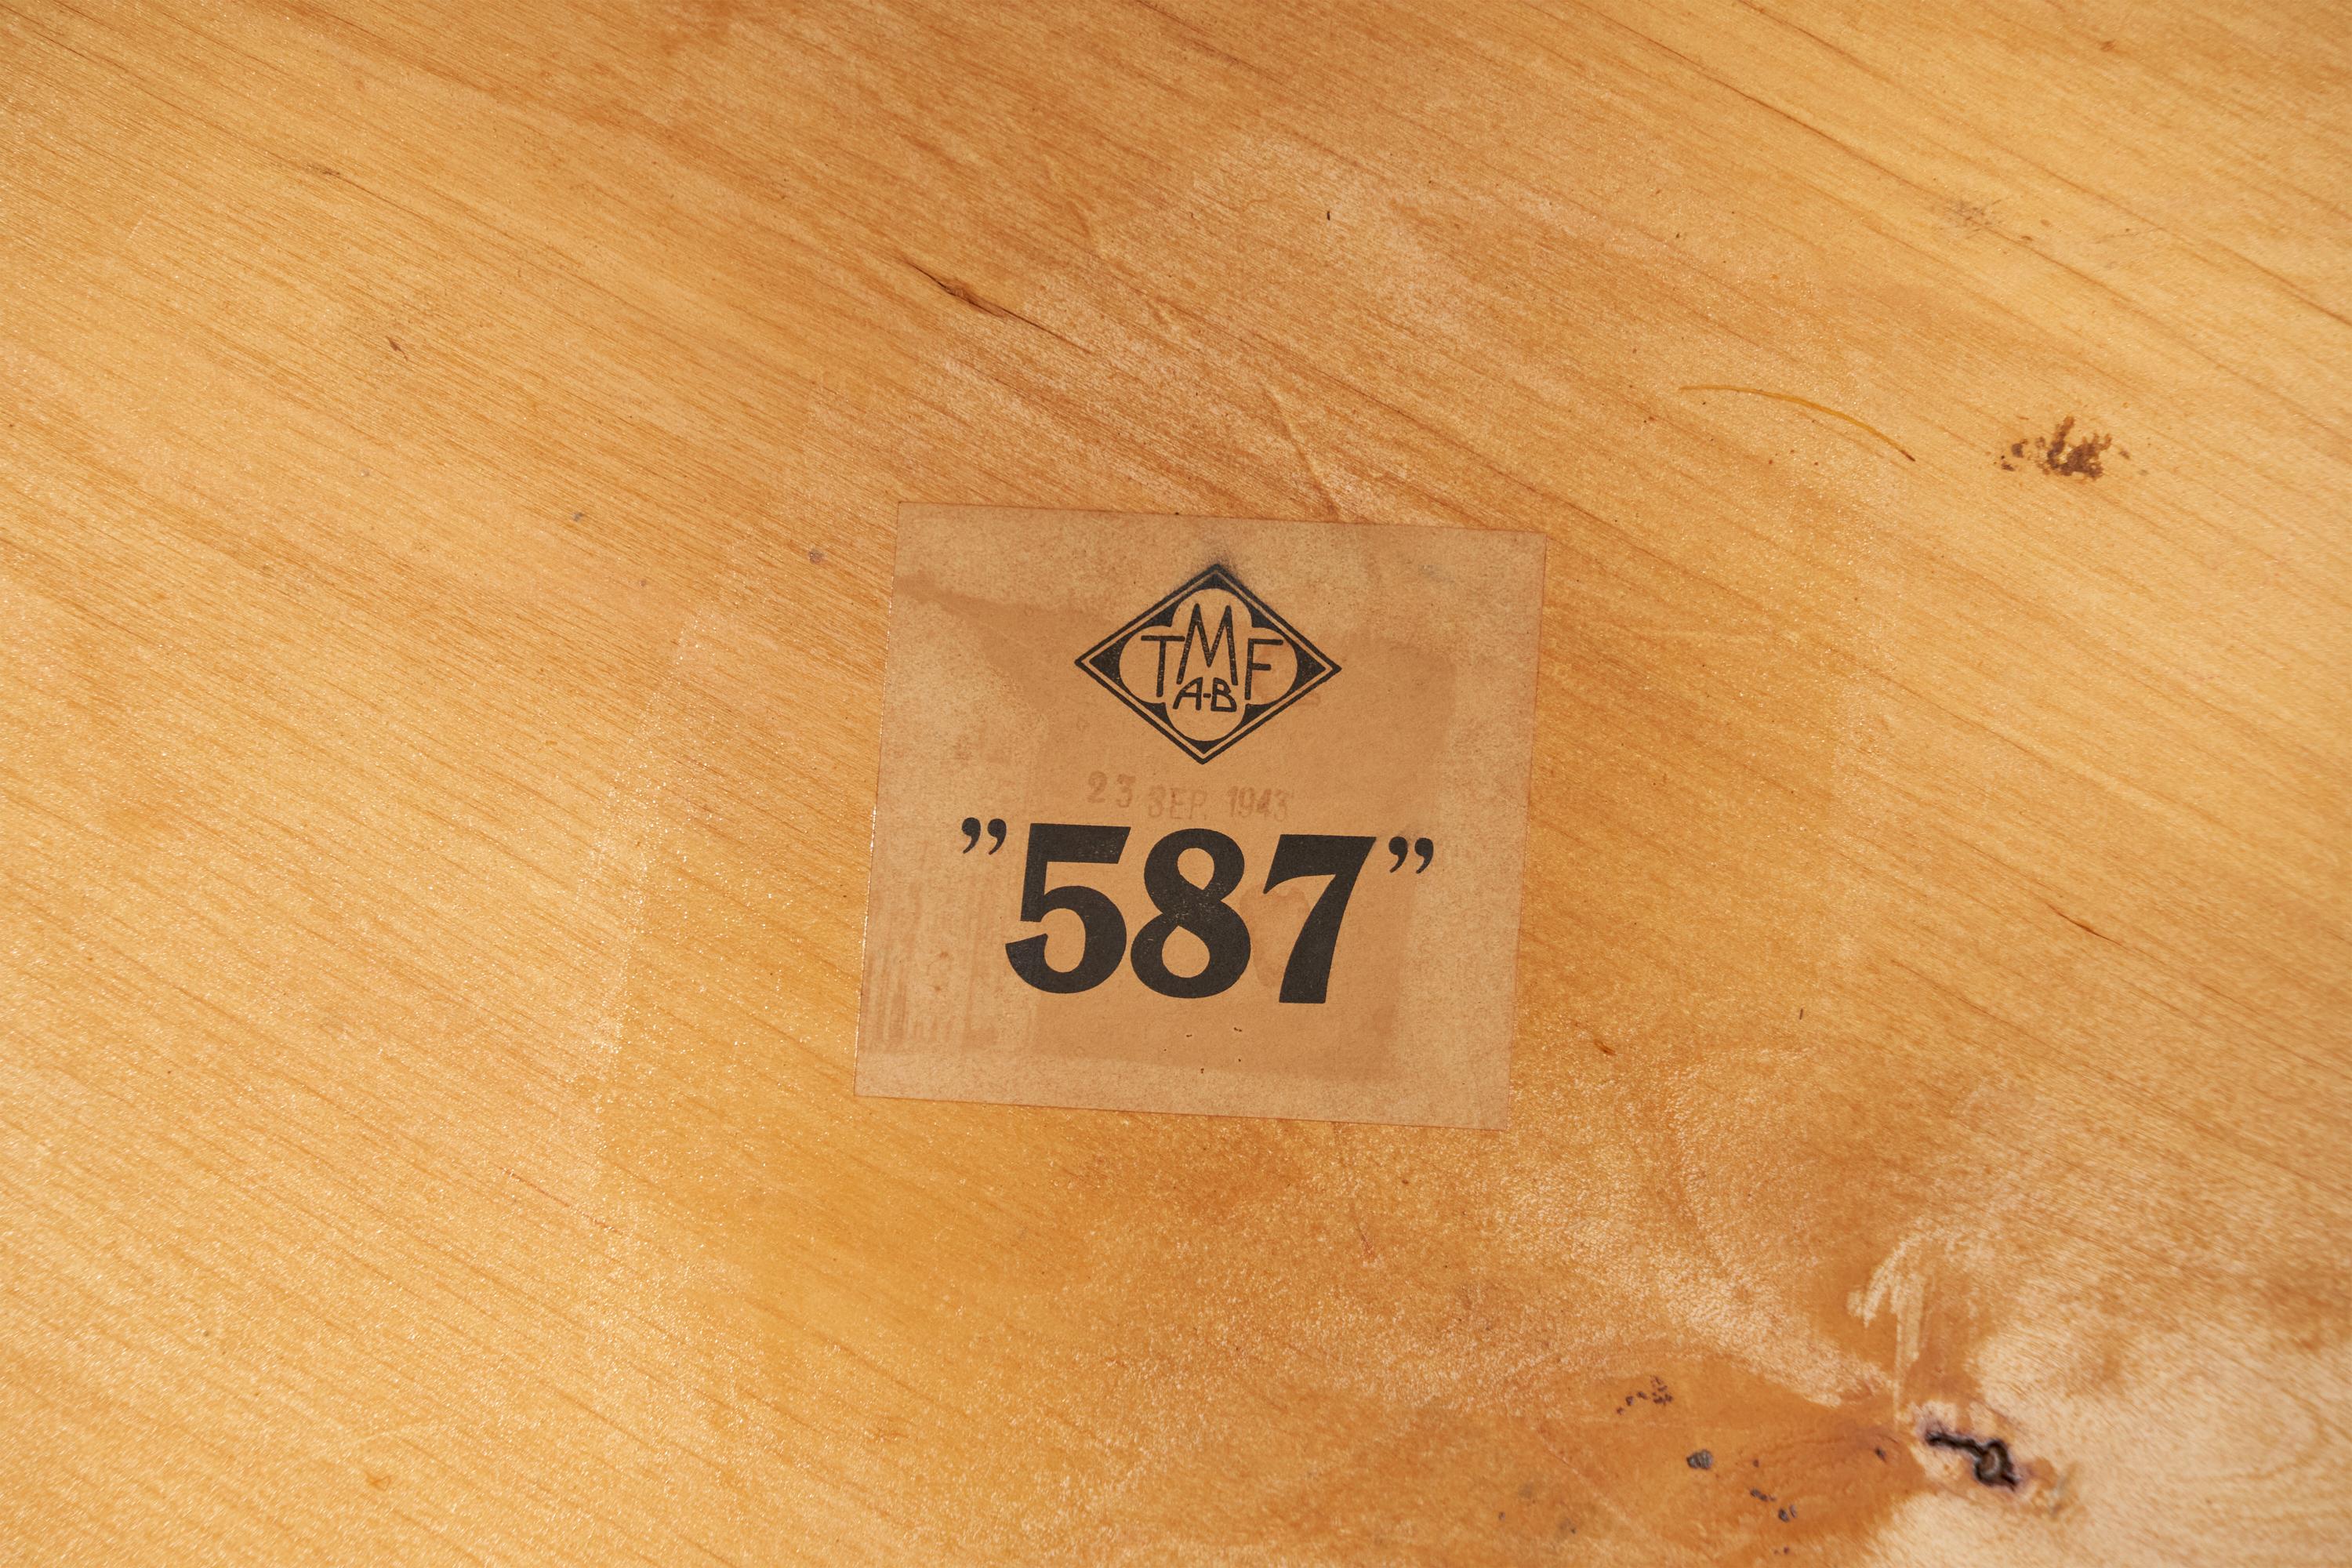 TMF
A-B
23 SEP. 1943
”587”